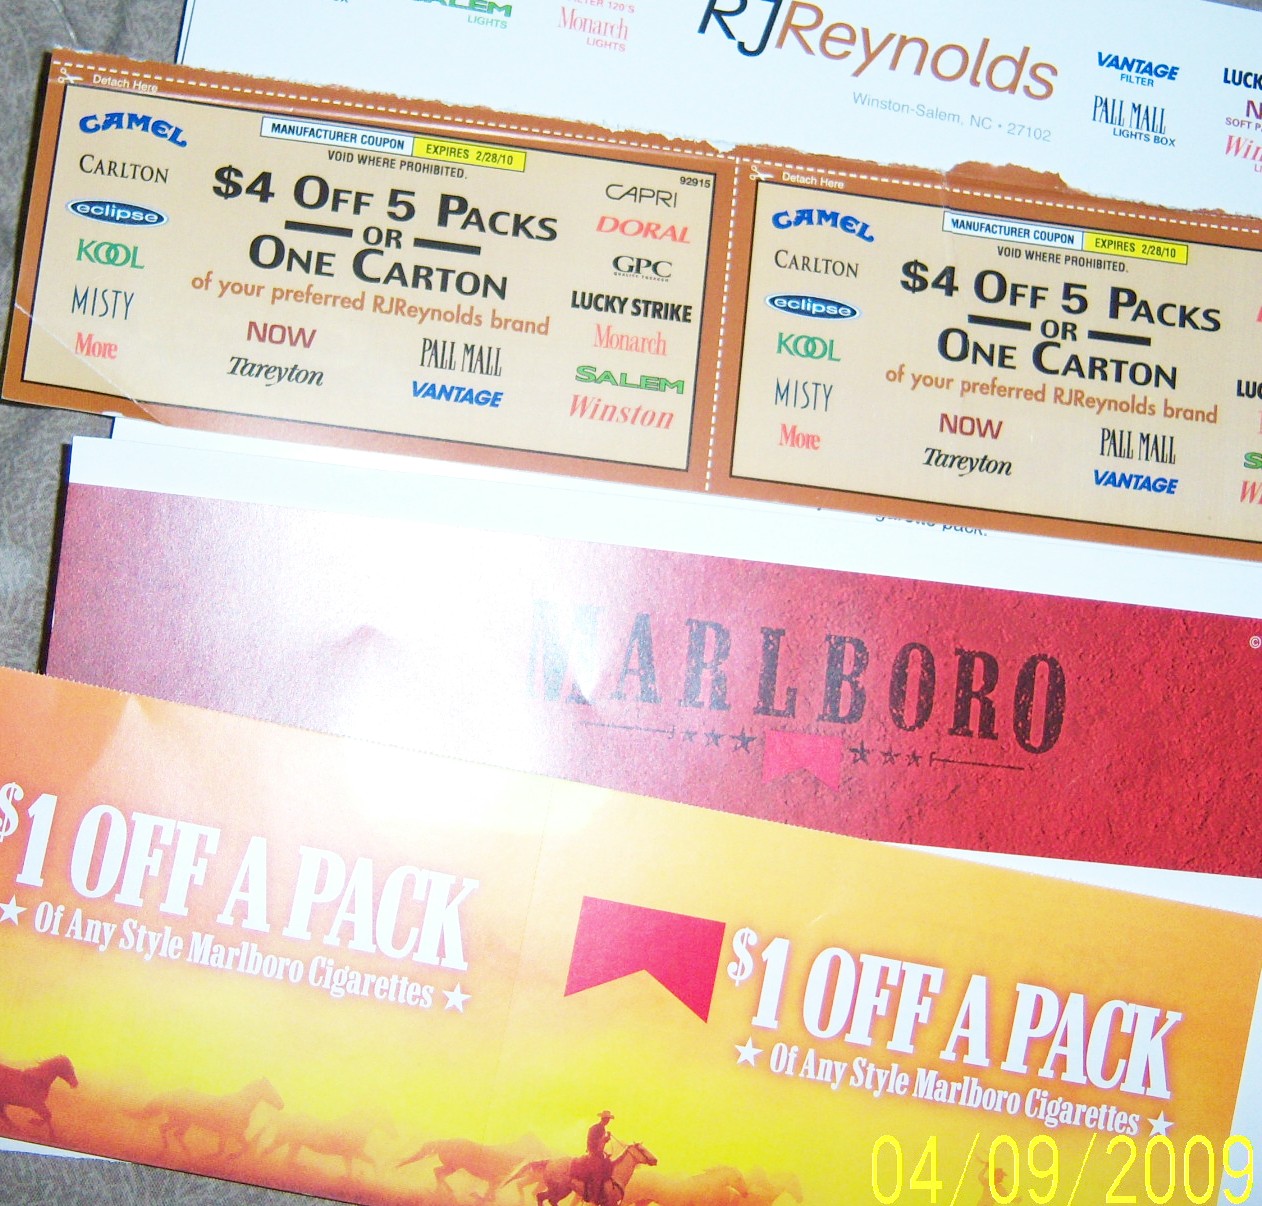 SALEM
LIGHTS
Monarch
LIGHTS
RJReynolds
Winston-Salem, NC • 27102
VANTAGE
FILTER
PALL MALL
LIGHTS BOX
LUCK
SOFT P
Win
Detach Here
CAMEL
CARLTON
eclipse
KOOL
MISTY
More
MANUFACTURER COUPON EXPIRES 2/28/10
VOID WHERE PROHIBITED.
$4 OFF 5 PACKS
OR
ONE CARTON
of your preferred RJReynolds brand
NOW
Tareyton
PALL MALL
VANTAGE
92915
CAPRI
DORAL
GPC
LUCKY STRIKE
Monarch
SALEM
Winston
Detach Here
CAMEL
CARLTON
eclipse
KOOL
MISTY
More
MANUFACTURER COUPON EXPIRES 2/28/10
VOID WHERE PROHIBITED.
$4 OFF 5 PACKS
OR
ONE CARTON
of your preferred RJReynolds brand
NOW
Tareyton
PALL MALL
VANTAGE
pack.
MARLBORO
©
$1 OFF A PACK
Of Any Style Marlboro Cigarettes
$1 OFF A PACK
Of Any Style Marlboro Cigarettes
04/09/2009